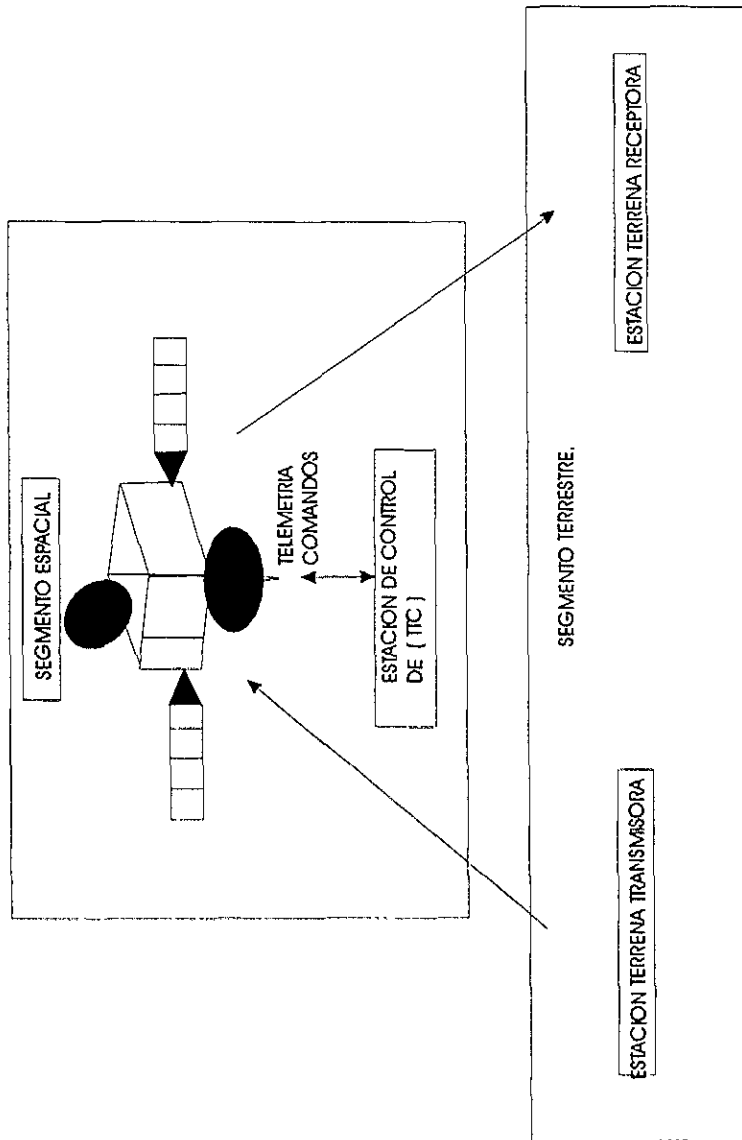 SEGMENTO ESPACIAL
TELEMETRIA
COMANDOS
ESTACION DE CONTROL
DE ( TTC )
SEGMENTO TERRESTRE.
ESTACION TERRENA TRANSMISORA
ESTACION TERRENA RECEPTORA